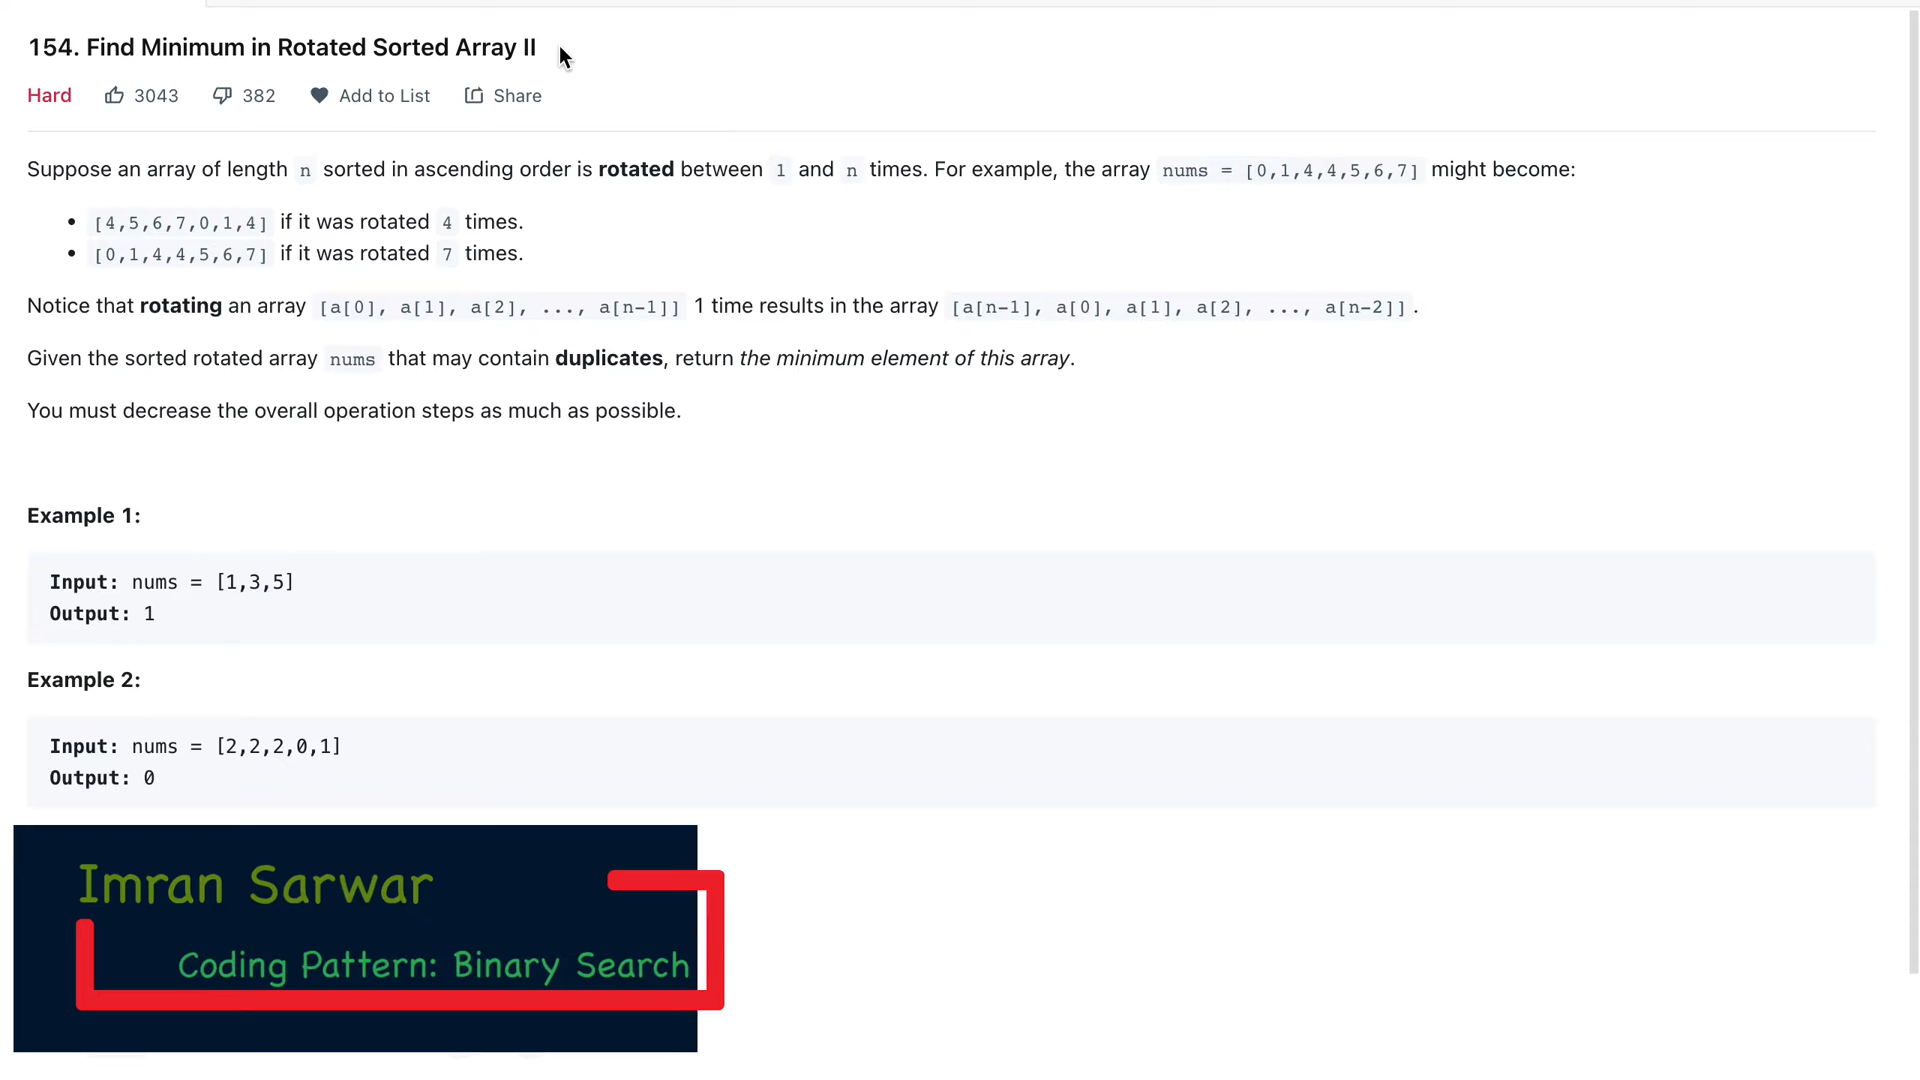 154. Find Minimum in Rotated Sorted Array II
Hard 3043 382 Add to List Share
Suppose an array of length n sorted in ascending order is rotated between 1 and n times. For example, the array nums = [0,1,4,4,5,6,7] might become:
• [4,5,6,7,0,1,4] if it was rotated 4 times.
• [0,1,4,4,5,6,7] if it was rotated 7 times.
Notice that rotating an array [a[0], a[1], a[2], ..., a[n-1]] 1 time results in the array [a[n-1], a[0], a[1], a[2], ..., a[n-2]].
Given the sorted rotated array nums that may contain duplicates, return the minimum element of this array.
You must decrease the overall operation steps as much as possible.
Example 1:
Input: nums = [1,3,5]
Output: 1
Example 2:
Input: nums = [2,2,2,0,1]
Output: 0
Imran Sarwar
Coding Pattern: Binary Search